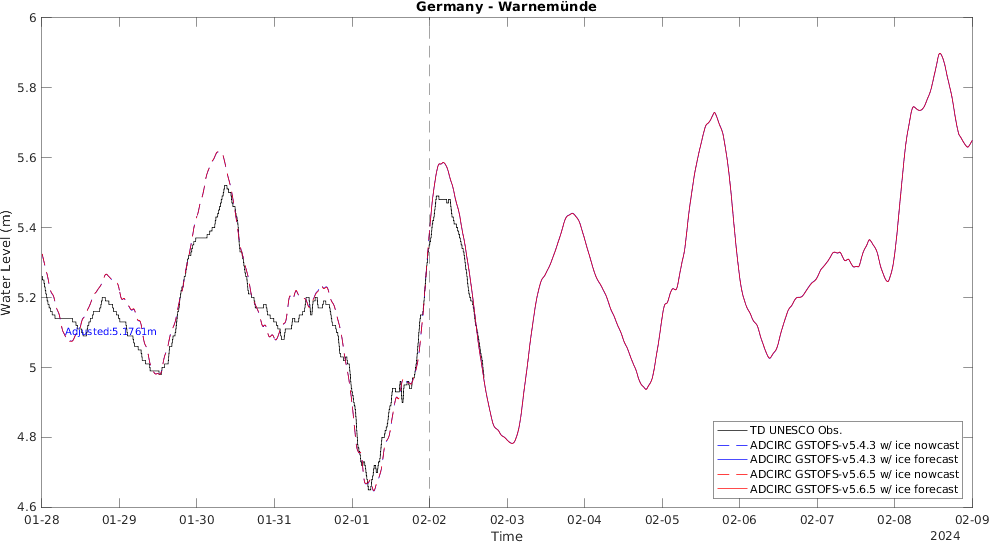 Germany - Warnemünde
Water Level (m)
6
5.8
5.6
5.4
5.2
5
4.8
4.6
Adjusted:5.1761m
TD UNESCO Obs.
ADCIRC GSTOFS-v5.4.3 w/ ice nowcast
ADCIRC GSTOFS-v5.4.3 w/ ice forecast
ADCIRC GSTOFS-v5.6.5 w/ ice nowcast
ADCIRC GSTOFS-v5.6.5 w/ ice forecast
01-28 01-29 01-30 01-31 02-01 02-02 02-03 02-04 02-05 02-06 02-07 02-08 02-09
Time
2024